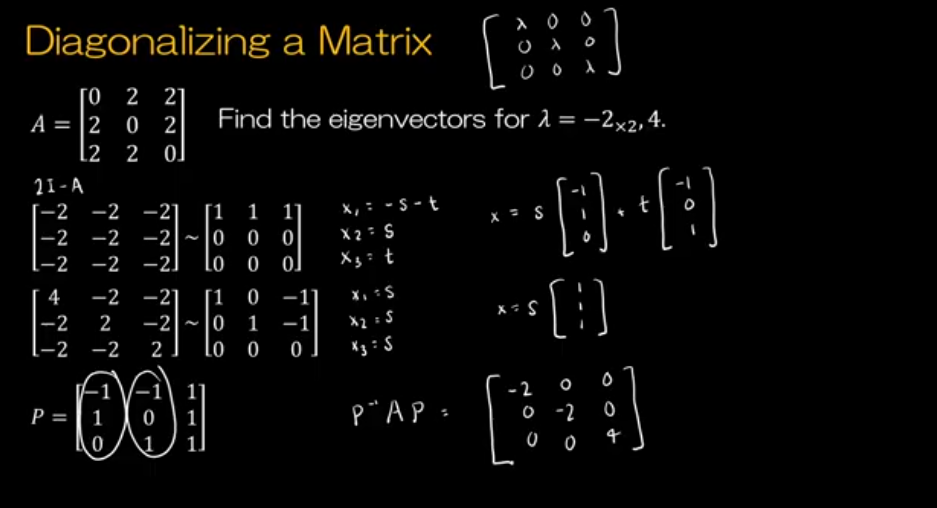 Diagonalizing a Matrix
[λ 0 0]
[0 λ 0]
[0 0 λ]
A = [0 2 2]
[2 0 2]
[2 2 0]
Find the eigenvectors for λ = −2ₓ₂, 4.
2I-A
[−2 −2 −2] ~ [1 1 1] x₁ = -s-t
[−2 −2 −2] ~ [0 0 0] x₂ = s
[−2 −2 −2] ~ [0 0 0] x₃ = t
x = s [-1 1 0] + t [-1 0 1]
[4 −2 −2] ~ [1 0 −1] x₁ = s
[−2 2 −2] ~ [0 1 −1] x₂ = s
[−2 −2 2] ~ [0 0 0] x₃ = s
x = s [1 1 1]
P = [−1 −1 1]
[1 0 1]
[0 1 1]
P⁻¹AP =
[-2 0 0]
[0 -2 0]
[0 0 4]